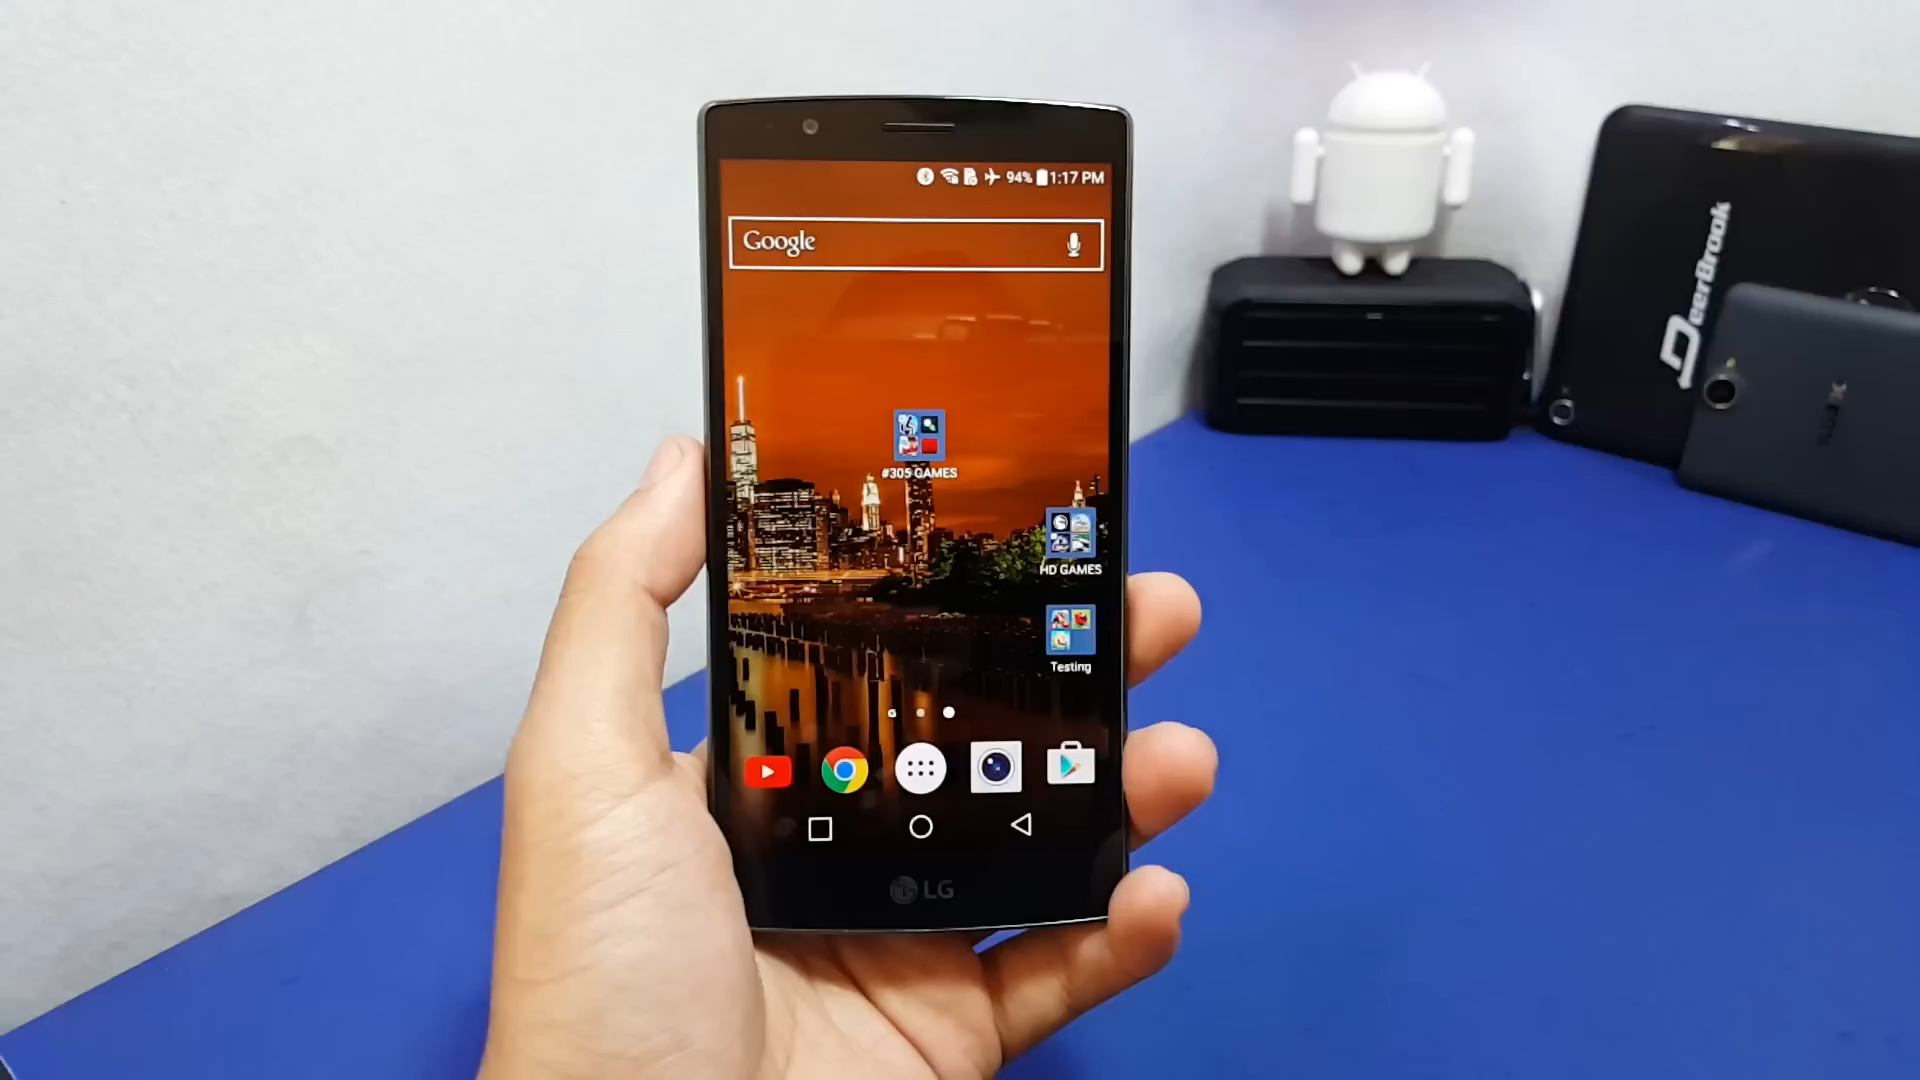 94% 1:17 PM
Google
#305 GAMES
HD GAMES
Testing
LG
DeerBrook